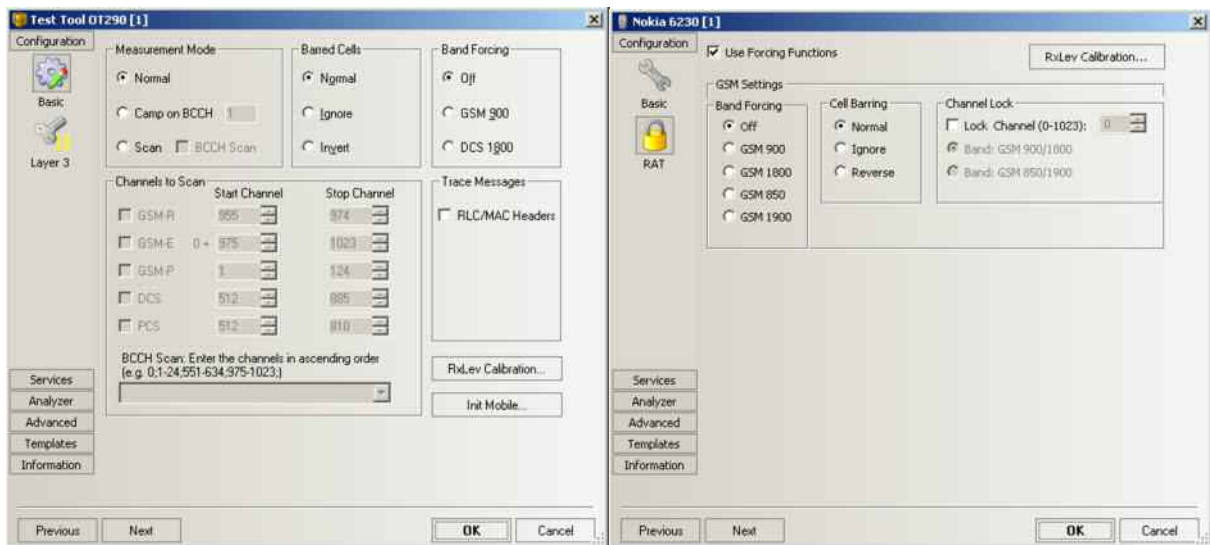 Test Tool OT290 [1]
Configuration
Basic
Layer 3
Services
Analyzer
Advanced
Templates
Information
Measurement Mode
Normal
Camp on BCCH 1
Scan BCCH Scan
Barred Cells
Normal
Ignore
Invert
Band Forcing
Off
GSM 900
DCS 1800
Channels to Scan
Start Channel Stop Channel
GSM-R 955 974
GSM-E 0 + 975 1023
GSM-P 1 124
DCS 512 885
PCS 512 810
BCCH Scan: Enter the channels in ascending order
(e.g. 0;1-24;551-634;975-1023;)
Trace Messages
RLC/MAC Headers
RxLev Calibration...
Init Mobile...
Previous Next OK Cancel
Nokia 6230 [1]
Configuration
Basic
RAT
Services
Analyzer
Advanced
Templates
Information
Use Forcing Functions
RxLev Calibration...
GSM Settings
Band Forcing
Off
GSM 900
GSM 1800
GSM 850
GSM 1900
Cell Barring
Normal
Ignore
Reverse
Channel Lock
Lock Channel (0-1023): 0
Band: GSM 900/1800
Band: GSM 850/1900
Previous Next OK Cancel